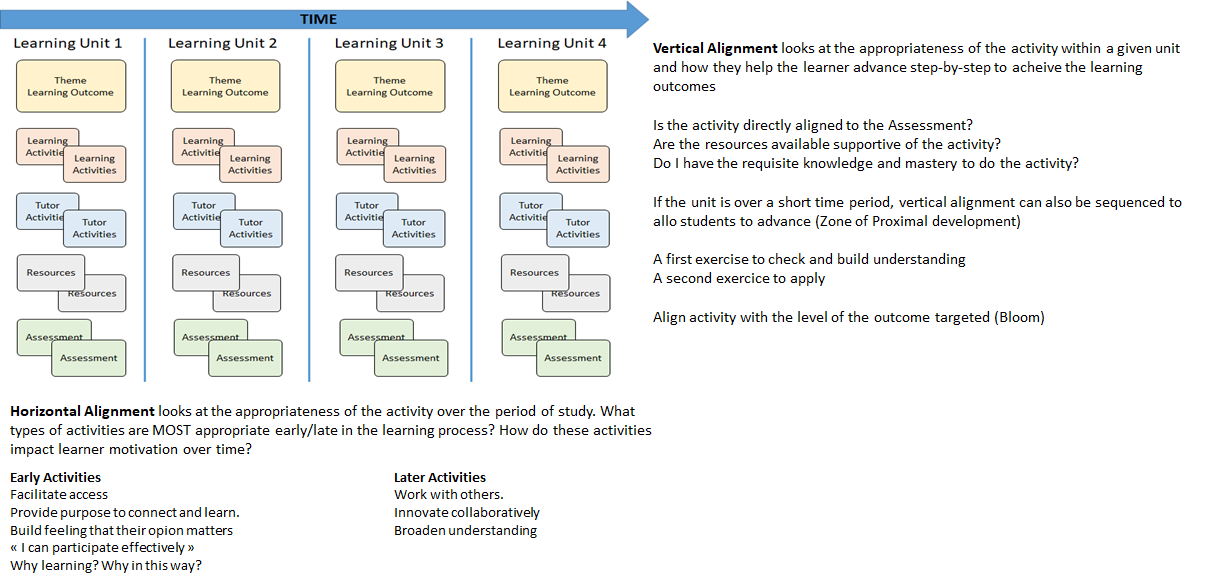 TIME
Learning Unit 1
Learning Unit 2
Learning Unit 3
Learning Unit 4
Theme
Learning Outcome
Theme
Learning Outcome
Theme
Learning Outcome
Theme
Learning Outcome
Learning
Activitie
Learning
Activities
Learning
Activitie
Learning
Activities
Learning
Activitie
Learning
Activities
Learning
Activitie
Learning
Activities
Tutor
Activitie
Tutor
Activities
Tutor
Activitie
Tutor
Activities
Tutor
Activitie
Tutor
Activities
Tutor
Activitie
Tutor
Activities
Resources
Resources
Resources
Resources
Resources
Resources
Resources
Resources
Assessment
Assessment
Assessment
Assessment
Assessment
Assessment
Assessment
Assessment
Vertical Alignment looks at the appropriateness of the activity within a given unit
and how they help the learner advance step-by-step to acheive the learning
outcomes
Is the activity directly aligned to the Assessment?
Are the resources available supportive of the activity?
Do I have the requisite knowledge and mastery to do the activity?
If the unit is over a short time period, vertical alignment can also be sequenced to
allo students to advance (Zone of Proximal development)
A first exercise to check and build understanding
A second exercice to apply
Align activity with the level of the outcome targeted (Bloom)
Horizontal Alignment looks at the appropriateness of the activity over the period of study. What
types of activities are MOST appropriate early/late in the learning process? How do these activities
impact learner motivation over time?
Early Activities
Facilitate access
Provide purpose to connect and learn.
Build feeling that their opion matters
« I can participate effectively »
Why learning? Why in this way?
Later Activities
Work with others.
Innovate collaboratively
Broaden understanding